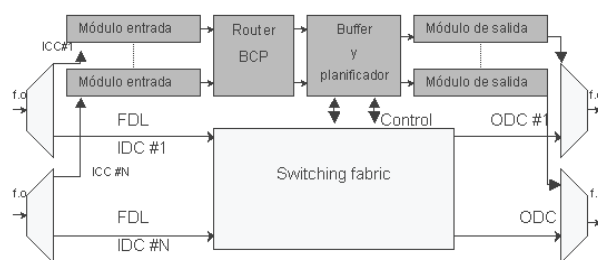 Módulo entrada
Router
BCP
Buffer
y
planificador
Módulo de salida
ICC#1
Módulo entrada
Módulo de salida
f.o
f.o
FDL
Control
ODC #1
IDC #1
ICC #N
Switching fabric
f.o
f.
FDL
ODC
IDC #N